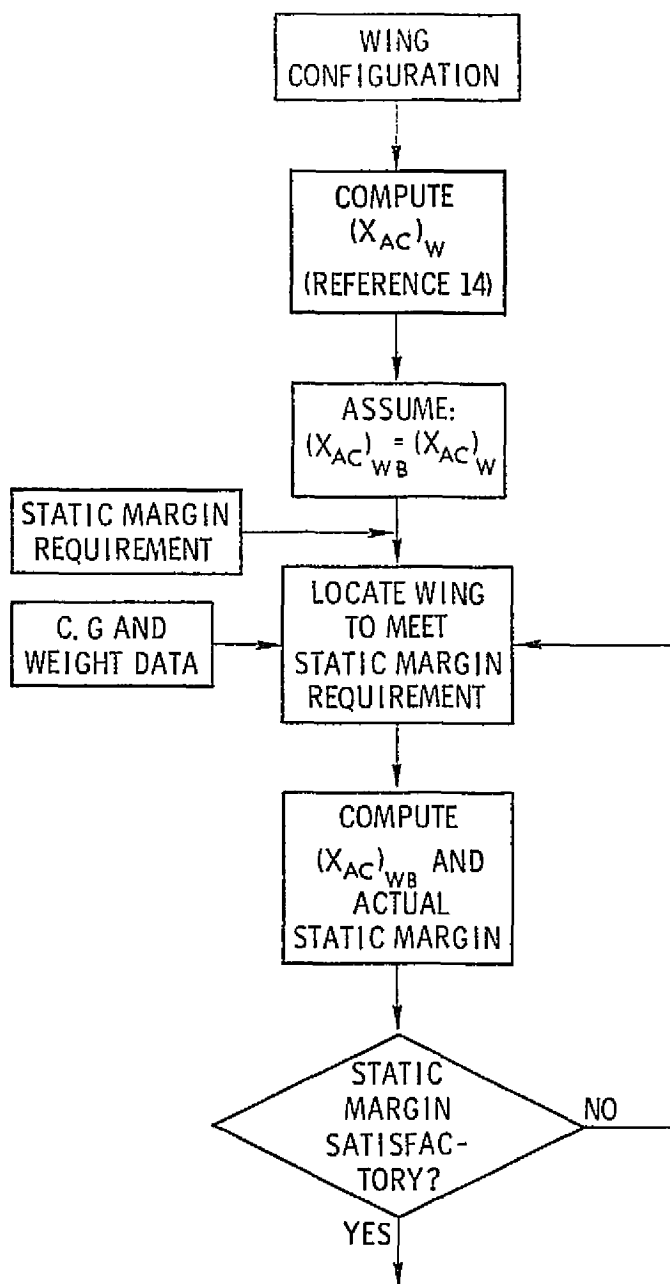 WING
CONFIGURATION
COMPUTE
(X_AC)_W
(REFERENCE 14)
ASSUME:
(X_AC)_WB = (X_AC)_W
STATIC MARGIN
REQUIREMENT
C. G AND
WEIGHT DATA
LOCATE WING
TO MEET
STATIC MARGIN
REQUIREMENT
COMPUTE
(X_AC)_WB AND
ACTUAL
STATIC MARGIN
STATIC
MARGIN
SATISFAC-
TORY?
NO
YES